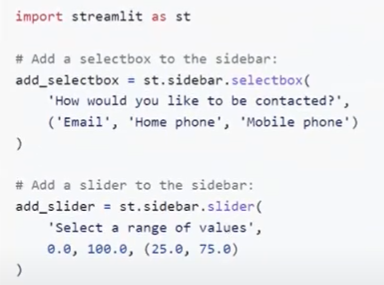 import streamlit as st
# Add a selectbox to the sidebar:
add_selectbox = st.sidebar.selectbox(
'How would you like to be contacted?',
('Email', 'Home phone', 'Mobile phone')
)
# Add a slider to the sidebar:
add_slider = st.sidebar.slider(
'Select a range of values',
0.0, 100.0, (25.0, 75.0)
)